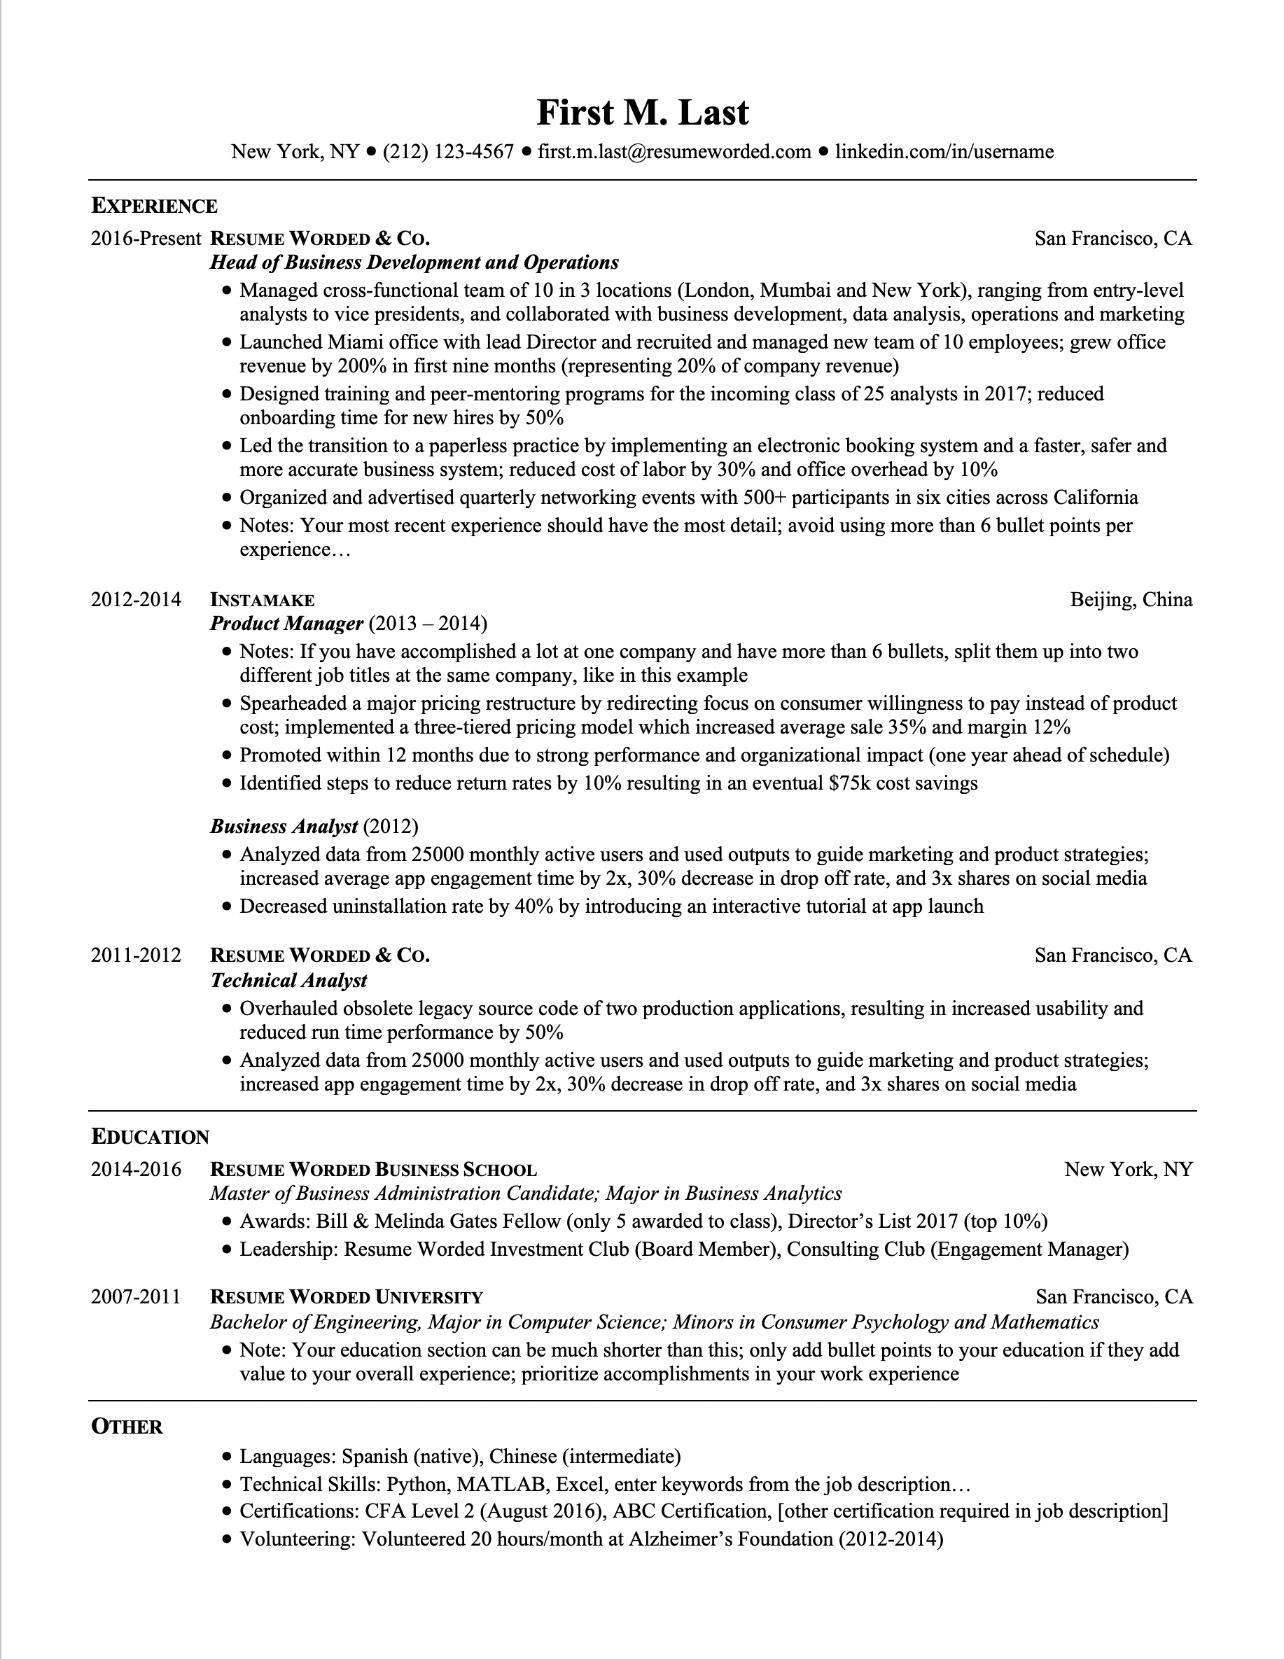 First M. Last
New York, NY ● (212) 123-4567 ● first.m.last@resumeworded.com ● linkedin.com/in/username
EXPERIENCE
2016-Present RESUME WORDED & CO. San Francisco, CA
Head of Business Development and Operations
● Managed cross-functional team of 10 in 3 locations (London, Mumbai and New York), ranging from entry-level
analysts to vice presidents, and collaborated with business development, data analysis, operations and marketing
● Launched Miami office with lead Director and recruited and managed new team of 10 employees; grew office
revenue by 200% in first nine months (representing 20% of company revenue)
● Designed training and peer-mentoring programs for the incoming class of 25 analysts in 2017; reduced
onboarding time for new hires by 50%
● Led the transition to a paperless practice by implementing an electronic booking system and a faster, safer and
more accurate business system; reduced cost of labor by 30% and office overhead by 10%
● Organized and advertised quarterly networking events with 500+ participants in six cities across California
● Notes: Your most recent experience should have the most detail; avoid using more than 6 bullet points per
experience…
2012-2014 INSTAMAKE Beijing, China
Product Manager (2013 – 2014)
● Notes: If you have accomplished a lot at one company and have more than 6 bullets, split them up into two
different job titles at the same company, like in this example
● Spearheaded a major pricing restructure by redirecting focus on consumer willingness to pay instead of product
cost; implemented a three-tiered pricing model which increased average sale 35% and margin 12%
● Promoted within 12 months due to strong performance and organizational impact (one year ahead of schedule)
● Identified steps to reduce return rates by 10% resulting in an eventual $75k cost savings
Business Analyst (2012)
● Analyzed data from 25000 monthly active users and used outputs to guide marketing and product strategies;
increased average app engagement time by 2x, 30% decrease in drop off rate, and 3x shares on social media
● Decreased uninstallation rate by 40% by introducing an interactive tutorial at app launch
2011-2012 RESUME WORDED & CO. San Francisco, CA
Technical Analyst
● Overhauled obsolete legacy source code of two production applications, resulting in increased usability and
reduced run time performance by 50%
● Analyzed data from 25000 monthly active users and used outputs to guide marketing and product strategies;
increased app engagement time by 2x, 30% decrease in drop off rate, and 3x shares on social media
EDUCATION
2014-2016 RESUME WORDED BUSINESS SCHOOL New York, NY
Master of Business Administration Candidate; Major in Business Analytics
● Awards: Bill & Melinda Gates Fellow (only 5 awarded to class), Director’s List 2017 (top 10%)
● Leadership: Resume Worded Investment Club (Board Member), Consulting Club (Engagement Manager)
2007-2011 RESUME WORDED UNIVERSITY San Francisco, CA
Bachelor of Engineering, Major in Computer Science; Minors in Consumer Psychology and Mathematics
● Note: Your education section can be much shorter than this; only add bullet points to your education if they add
value to your overall experience; prioritize accomplishments in your work experience
OTHER
● Languages: Spanish (native), Chinese (intermediate)
● Technical Skills: Python, MATLAB, Excel, enter keywords from the job description…
● Certifications: CFA Level 2 (August 2016), ABC Certification, [other certification required in job description]
● Volunteering: Volunteered 20 hours/month at Alzheimer’s Foundation (2012-2014)